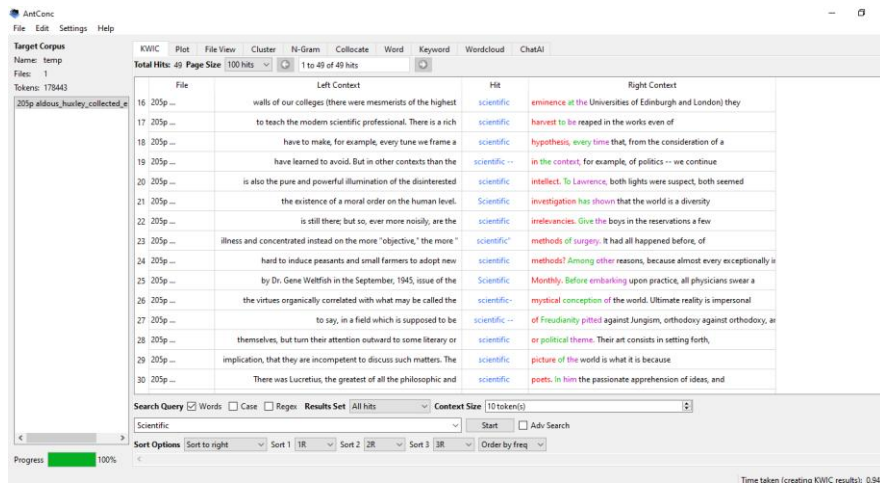 AntConc
File Edit Settings Help
Target Corpus
Name: temp
Files: 1
Tokens: 178443
205p aldous_huxley_collected_e
Progress 100%
KWIC Plot File View Cluster N-Gram Collocate Word Keyword Wordcloud ChatAI
Total Hits: 49 Page Size 100 hits 1 to 49 of 49 hits
File Left Context Hit Right Context
16 205p ... walls of our colleges (there were mesmerists of the highest scientific eminence at the Universities of Edinburgh and London) they
17 205p ... to teach the modern scientific professional. There is a rich scientific harvest to be reaped in the works even of
18 205p ... have to make, for example, every tune we frame a scientific hypothesis, every time that, from the consideration of a
19 205p ... have learned to avoid. But in other contexts than the scientific -- in the context, for example, of politics -- we continue
20 205p ... is also the pure and powerful illumination of the disinterested scientific intellect. To Lawrence, both lights were suspect, both seemed
21 205p ... the existence of a moral order on the human level. Scientific investigation has shown that the world is a diversity
22 205p ... is still there; but so, ever more noisily, are the scientific irrelevancies. Give the boys in the reservations a few
23 205p ... illness and concentrated instead on the more "objective," the more " scientific" methods of surgery. It had all happened before, of
24 205p ... hard to induce peasants and small farmers to adopt new scientific methods? Among other reasons, because almost every exceptionally i
25 205p ... by Dr. Gene Weltfish in the September, 1945, issue of the Scientific Monthly. Before embarking upon practice, all physicians swear a
26 205p ... the virtues organically correlated with what may be called the scientific- mystical conception of the world. Ultimate reality is impersonal
27 205p ... to say, in a field which is supposed to be scientific -- of Freudianity pitted against Jungism, orthodoxy against orthodoxy, a
28 205p ... themselves, but turn their attention outward to some literary or scientific or political theme. Their art consists in setting forth,
29 205p ... implication, that they are incompetent to discuss such matters. The scientific picture of the world is what it is because
30 205p ... There was Lucretius, the greatest of all the philosophic and scientific poets. In him the passionate apprehension of ideas, and
Search Query Words Case Regex Results Set All hits Context Size 10 token(s)
Scientific Start Adv Search
Sort Options Sort to right Sort 1 1R Sort 2 2R Sort 3 3R Order by freq
Time taken (creating KWIC results): 0.94